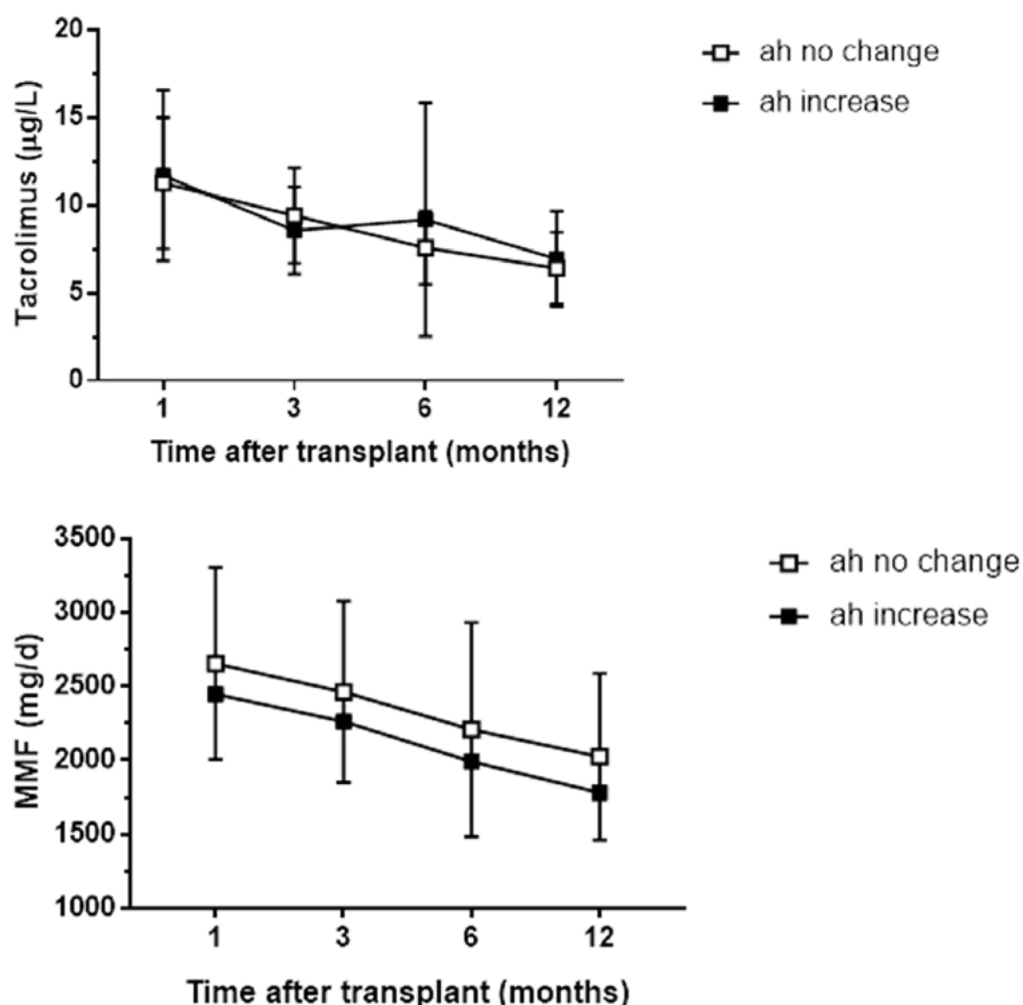 20
15
10
5
0
Tacrolimus (µg/L)
1 3 6 12
Time after transplant (months)
ah no change
ah increase
3500
3000
2500
2000
1500
1000
MMF (mg/d)
1 3 6 12
Time after transplant (months)
ah no change
ah increase